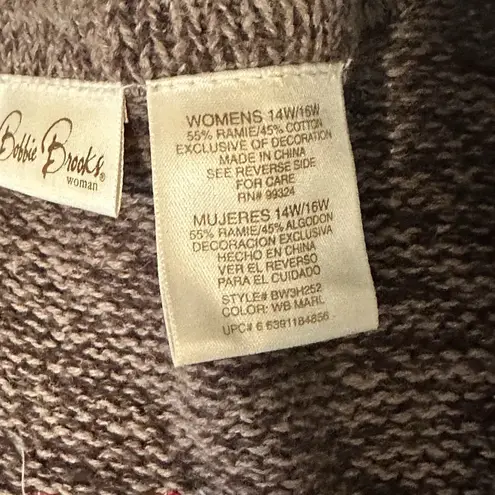 Bobbie Brooks®
woman
WOMENS 14W/16W
55% RAMIE/45% COTTON
EXCLUSIVE OF DECORATION
MADE IN CHINA
SEE REVERSE SIDE
FOR CARE
RN# 99324
MUJERES 14W/16W
55% RAMIE/45% ALGODON
DECORACION EXCLUSIVA
HECHO EN CHINA
VER EL REVERSO
PARA EL CUIDADO
STYLE# BW3H252
COLOR: WB MARL
UPC# 6 6391184856